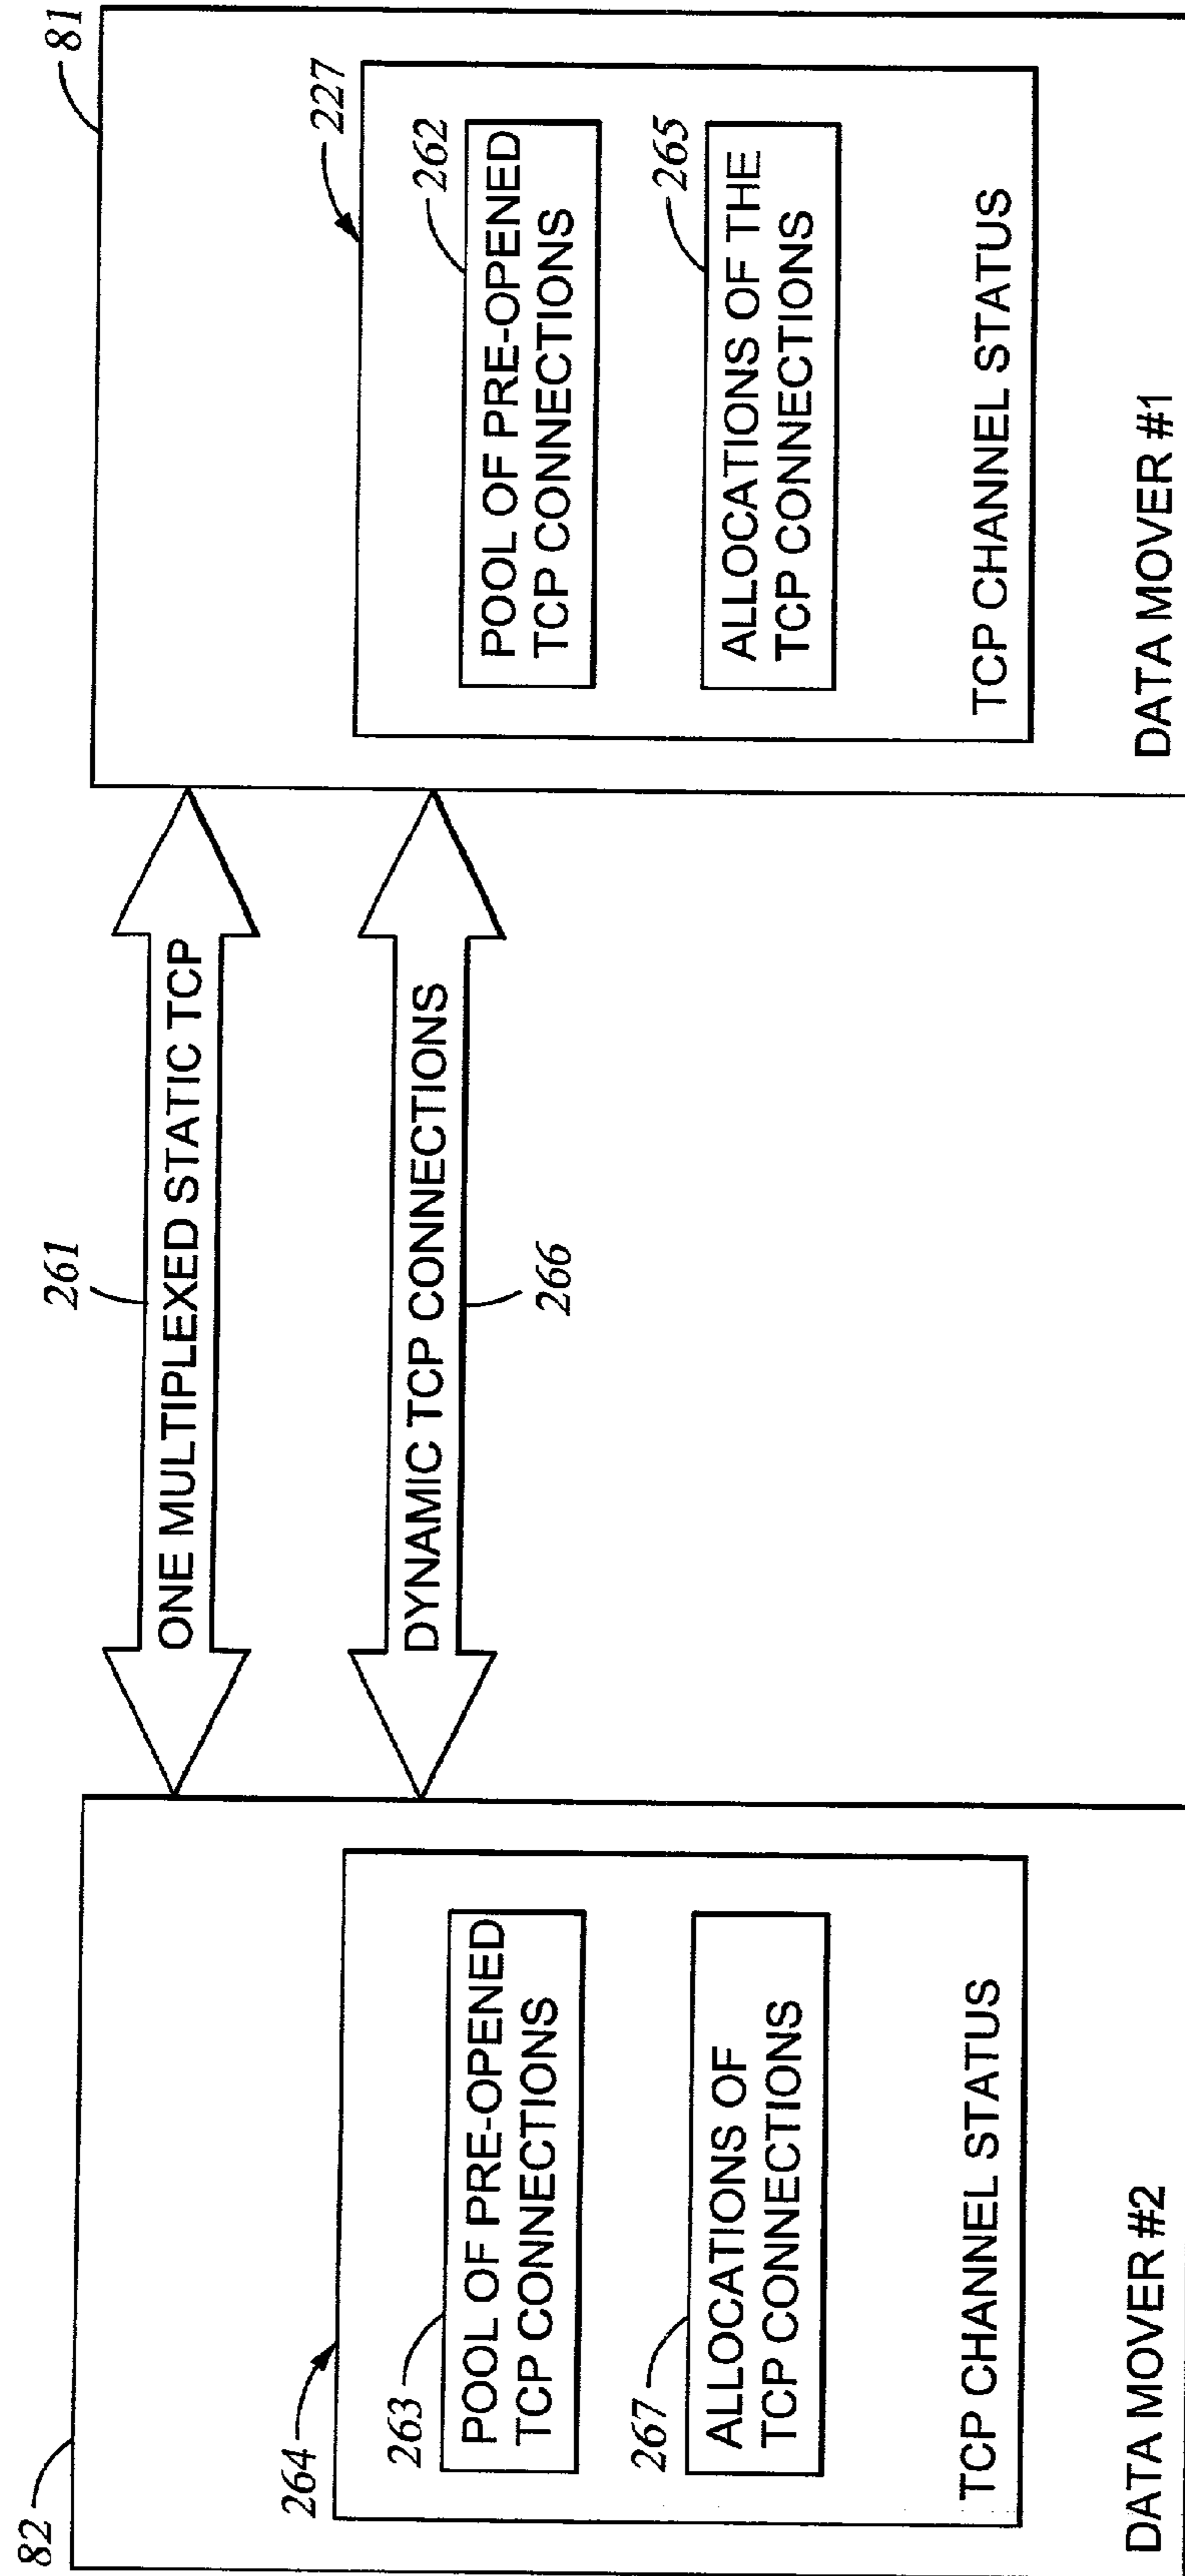 82
264
263
POOL OF PRE-OPENED
TCP CONNECTIONS
267
ALLOCATIONS OF
TCP CONNECTIONS
TCP CHANNEL STATUS
DATA MOVER #2
261
ONE MULTIPLEXED STATIC TCP
DYNAMIC TCP CONNECTIONS
266
81
227
262
POOL OF PRE-OPENED
TCP CONNECTIONS
265
ALLOCATIONS OF THE
TCP CONNECTIONS
TCP CHANNEL STATUS
DATA MOVER #1